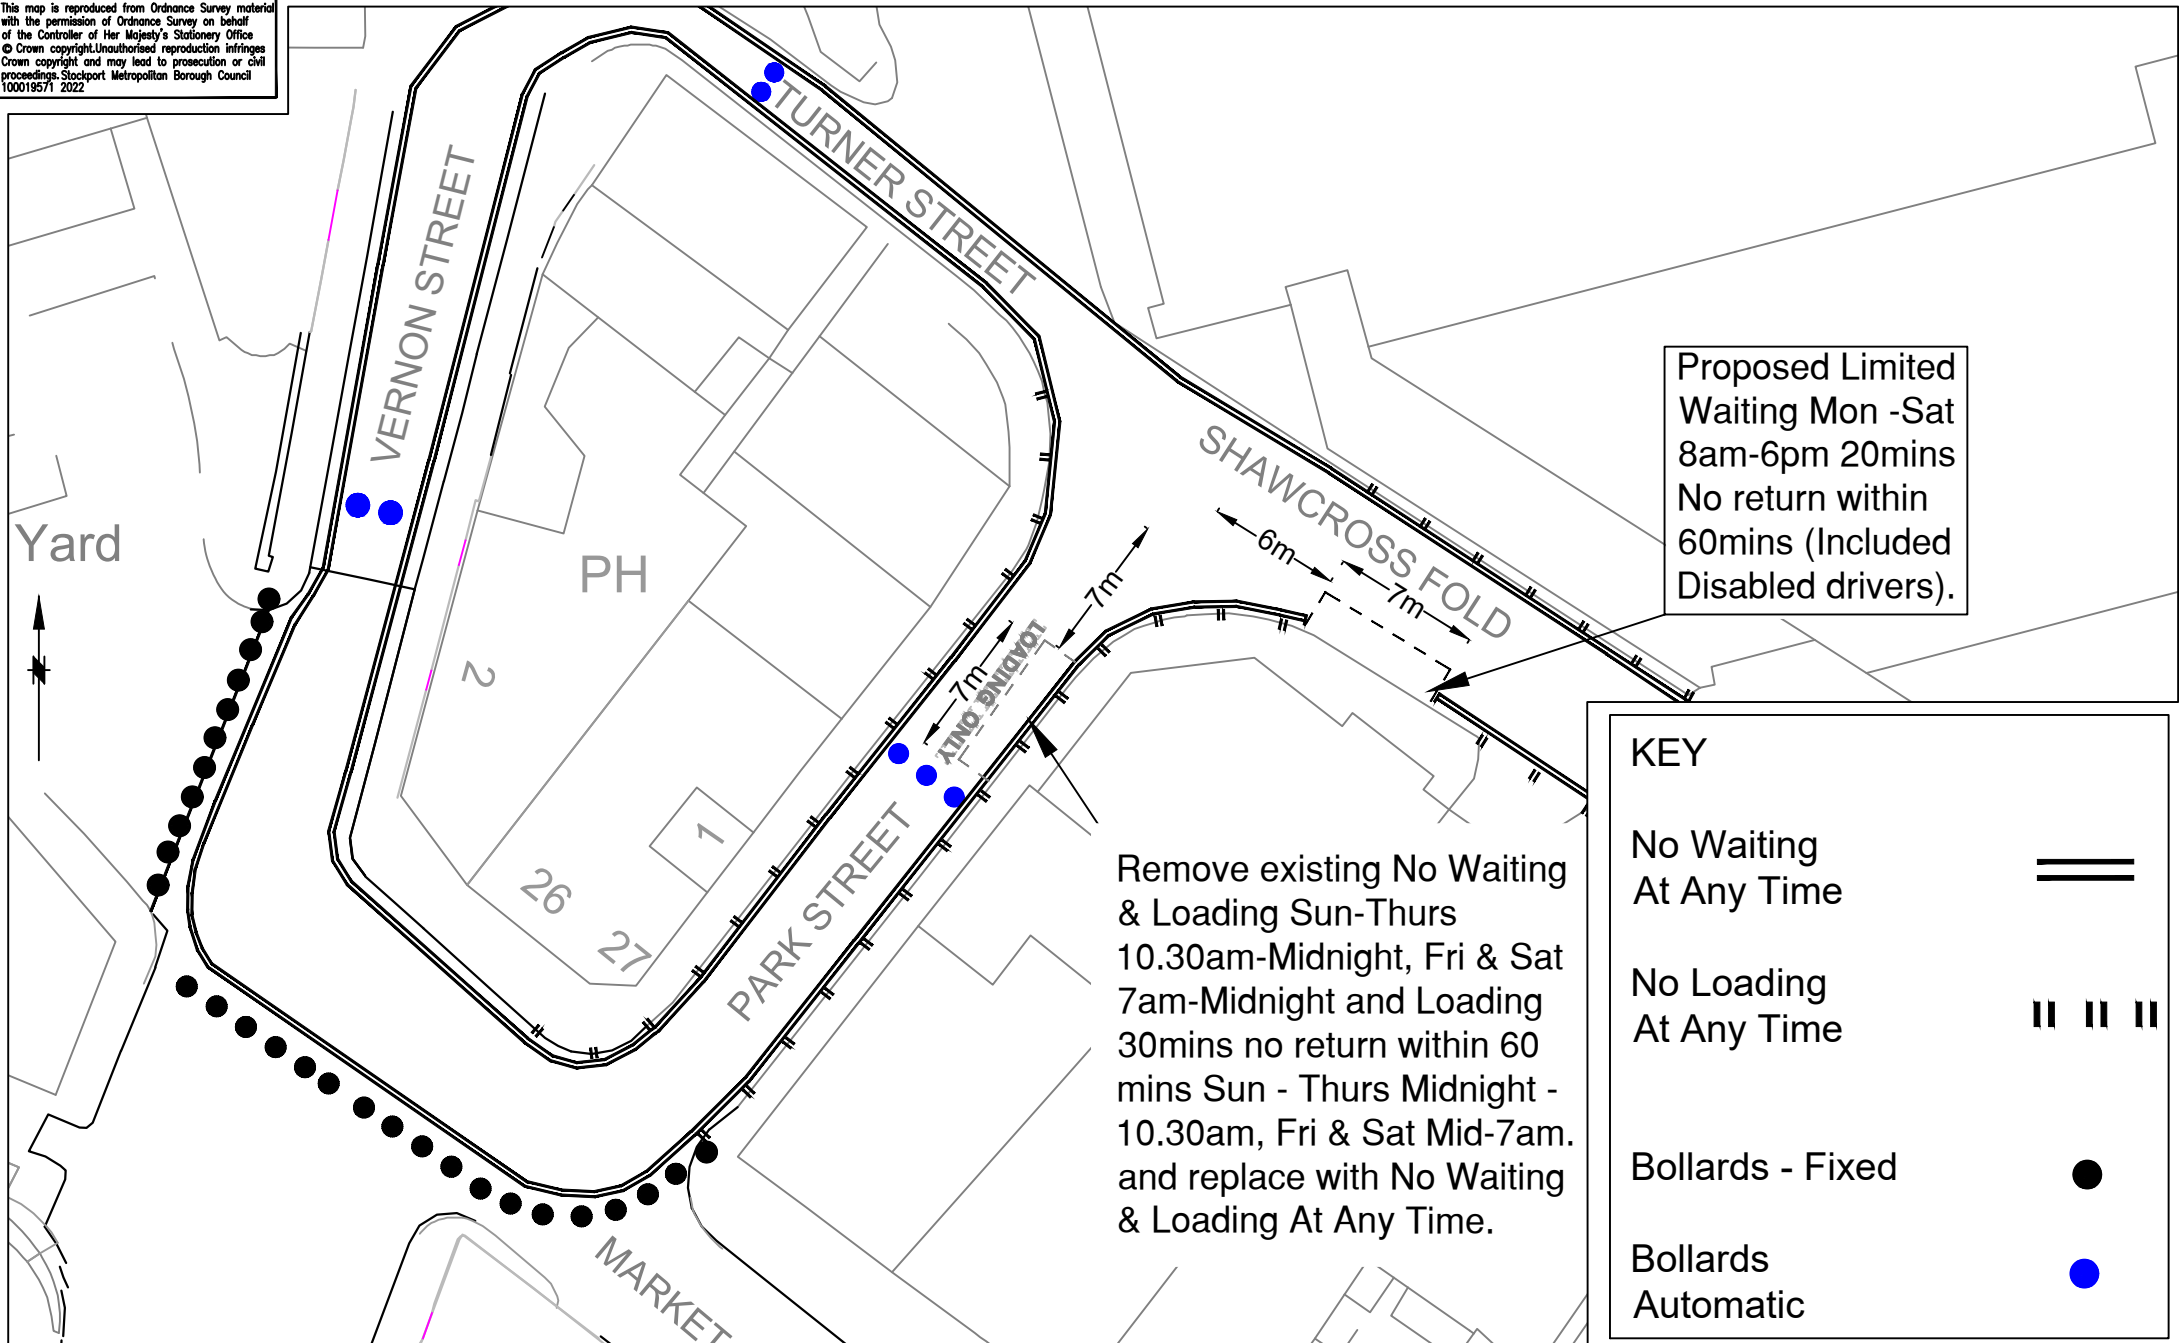 This map is reproduced from Ordnance Survey material
with the permission of Ordnance Survey on behalf
of the Controller of Her Majesty's Stationery Office
© Crown copyright.Unauthorised reproduction infringes
Crown copyright and may lead to prosecution or civil
proceedings. Stockport Metropolitan Borough Council
100019571 2022
TURNER STREET
VERNON STREET
SHAWCROSS FOLD
Proposed Limited
Waiting Mon -Sat
8am-6pm 20mins
No return within
60mins (Included
Disabled drivers).
Yard
PH
6m
7m
7m
7m
LOADING ONLY
2
1
26
27
PARK STREET
MARKET
Remove existing No Waiting
& Loading Sun-Thurs
10.30am-Midnight, Fri & Sat
7am-Midnight and Loading
30mins no return within 60
mins Sun - Thurs Midnight -
10.30am, Fri & Sat Mid-7am.
and replace with No Waiting
& Loading At Any Time.
KEY
No Waiting
At Any Time
No Loading
At Any Time
Bollards - Fixed
Bollards
Automatic